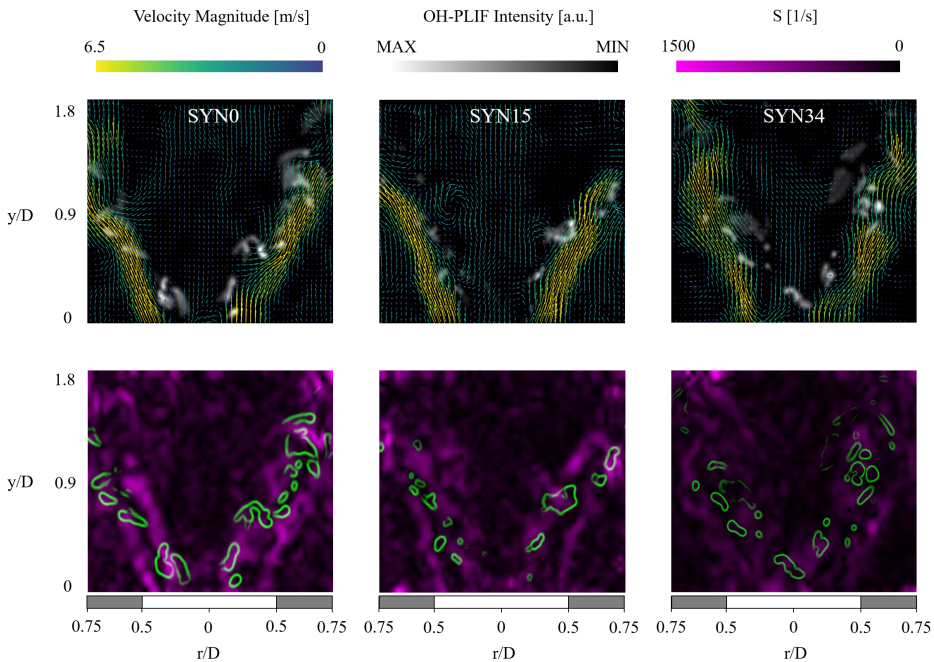 Velocity Magnitude [m/s] OH-PLIF Intensity [a.u.] S [1/s]
6.5 0 MAX MIN 1500 0
1.8 SYN0 SYN15 SYN34
y/D 0.9
0
1.8
y/D 0.9
0
0.75 0.5 0 0.5 0.75 0.75 0.5 0 0.5 0.75 0.75 0.5 0 0.5 0.75
r/D r/D r/D